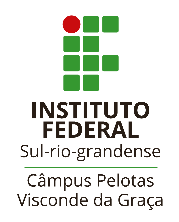 INSTITUTO
FEDERAL
Sul-rio-grandense
Câmpus Pelotas
Visconde da Graça